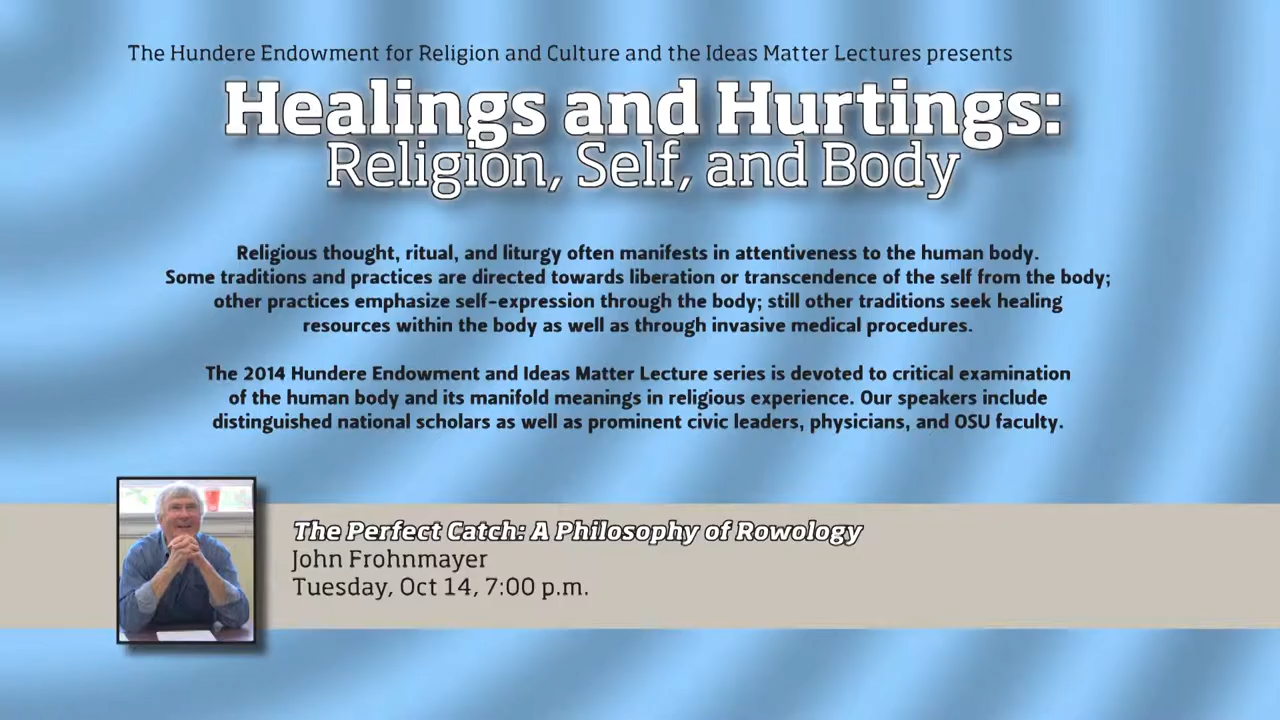 The Hundere Endowment for Religion and Culture and the Ideas Matter Lectures presents
Healings and Hurtings:
Religion, Self, and Body
Religious thought, ritual, and liturgy often manifests in attentiveness to the human body.
Some traditions and practices are directed towards liberation or transcendence of the self from the body;
other practices emphasize self-expression through the body; still other traditions seek healing
resources within the body as well as through invasive medical procedures.
The 2014 Hundere Endowment and Ideas Matter Lecture series is devoted to critical examination
of the human body and its manifold meanings in religious experience. Our speakers include
distinguished national scholars as well as prominent civic leaders, physicians, and OSU faculty.
The Perfect Catch: A Philosophy of Rowology
John Frohnmayer
Tuesday, Oct 14, 7:00 p.m.